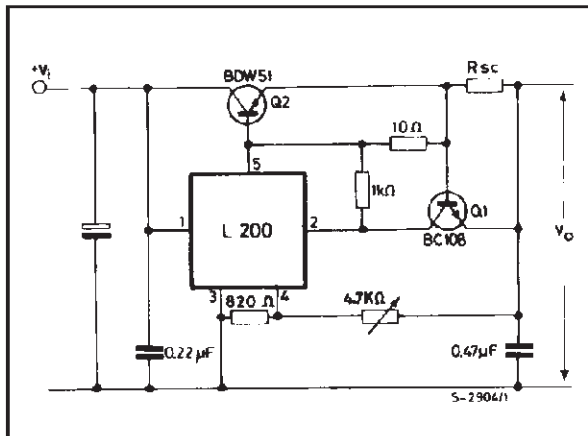 +Vi
BDW51
Q2
Rsc
10Ω
5
1kΩ
1
L 200
2
Q1
BC108
Vo
3
820 Ω
4
4.7KΩ
0.22µF
0.47µF
S-2904/1